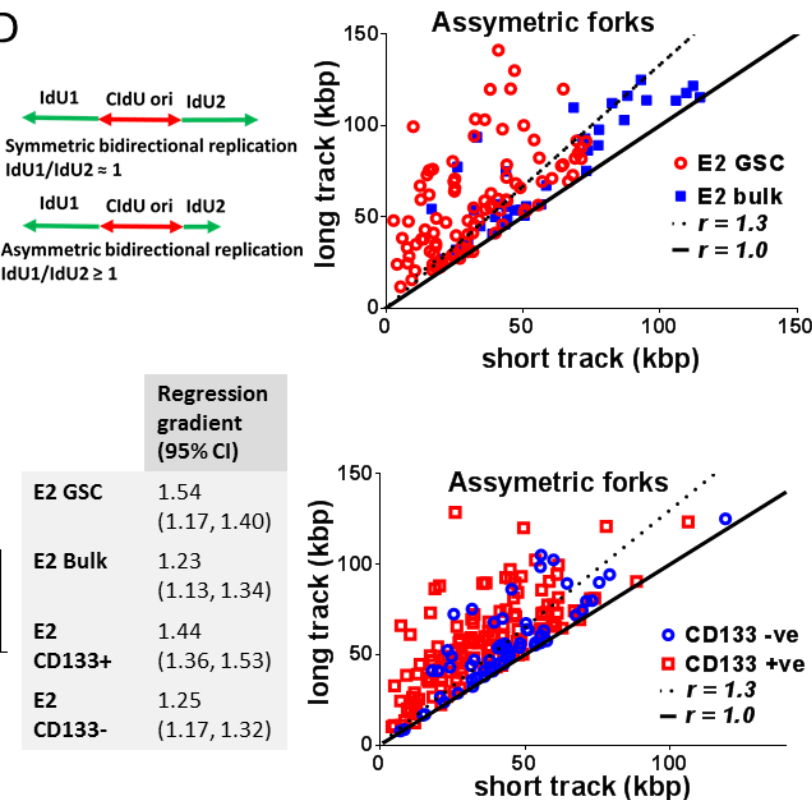 D
IdU1 CldU ori IdU2
Symmetric bidirectional replication
IdU1/IdU2 ≈ 1
IdU1 CldU ori IdU2
Asymmetric bidirectional replication
IdU1/IdU2 ≥ 1
Assymetric forks
long track (kbp)
150
100
50
0
0 50 100 150
short track (kbp)
E2 GSC
E2 bulk
r = 1.3
r = 1.0
Regression
gradient
(95% CI)
E2 GSC 1.54
(1.17, 1.40)
E2 Bulk 1.23
(1.13, 1.34)
E2 1.44
CD133+ (1.36, 1.53)
E2 1.25
CD133- (1.17, 1.32)
Assymetric forks
long track (kbp)
150
100
50
0
0 50 100
short track (kbp)
CD133 -ve
CD133 +ve
r = 1.3
r = 1.0